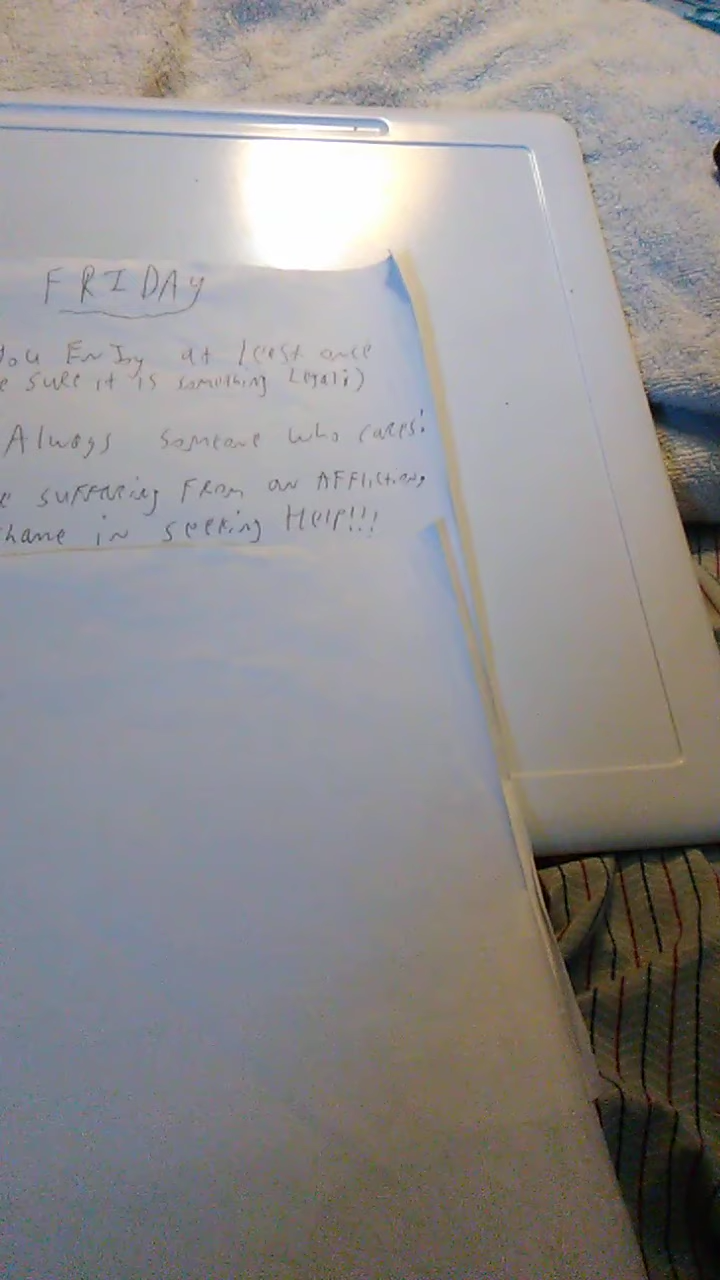 FRIDAY
you Enjoy at least once
e sure it is something Legal!)
Always someone who cares!
e suffering From an Affliction,
hame in seeking Help!!!